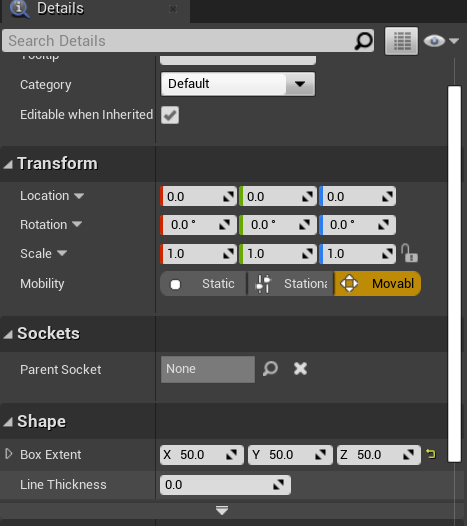 Details
Search Details
Tooltip
Category Default
Editable when Inherited
Transform
Location 0.0 0.0 0.0
Rotation 0.0 ° 0.0 ° 0.0 °
Scale 1.0 1.0 1.0
Mobility Static Stationa Movabl
Sockets
Parent Socket None
Shape
Box Extent X 50.0 Y 50.0 Z 50.0
Line Thickness 0.0